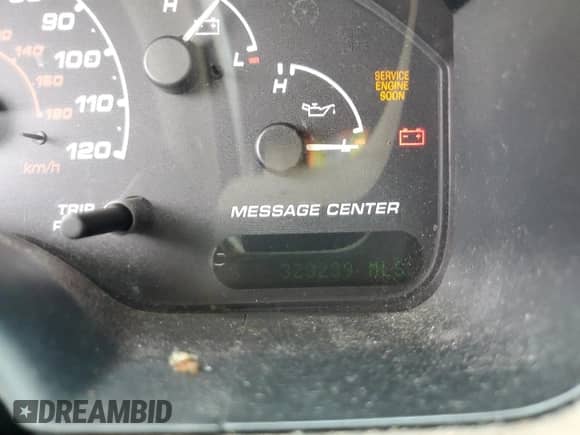 90
100
110
120
140
160
180
km/h
TRIP
H
L
H
L
SERVICE
ENGINE
SOON
MESSAGE CENTER
323239 MLS
DREAMBID